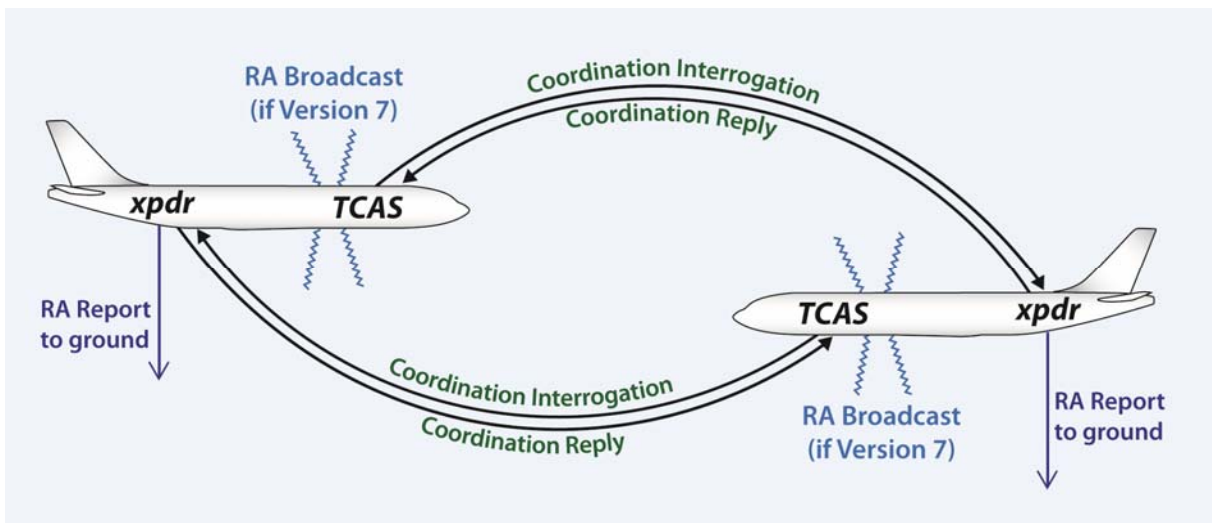 RA Broadcast
(if Version 7)
Coordination Interrogation
Coordination Reply
xpdr
TCAS
RA Report
to ground
TCAS
xpdr
Coordination Interrogation
Coordination Reply
RA Broadcast
(if Version 7)
RA Report
to ground